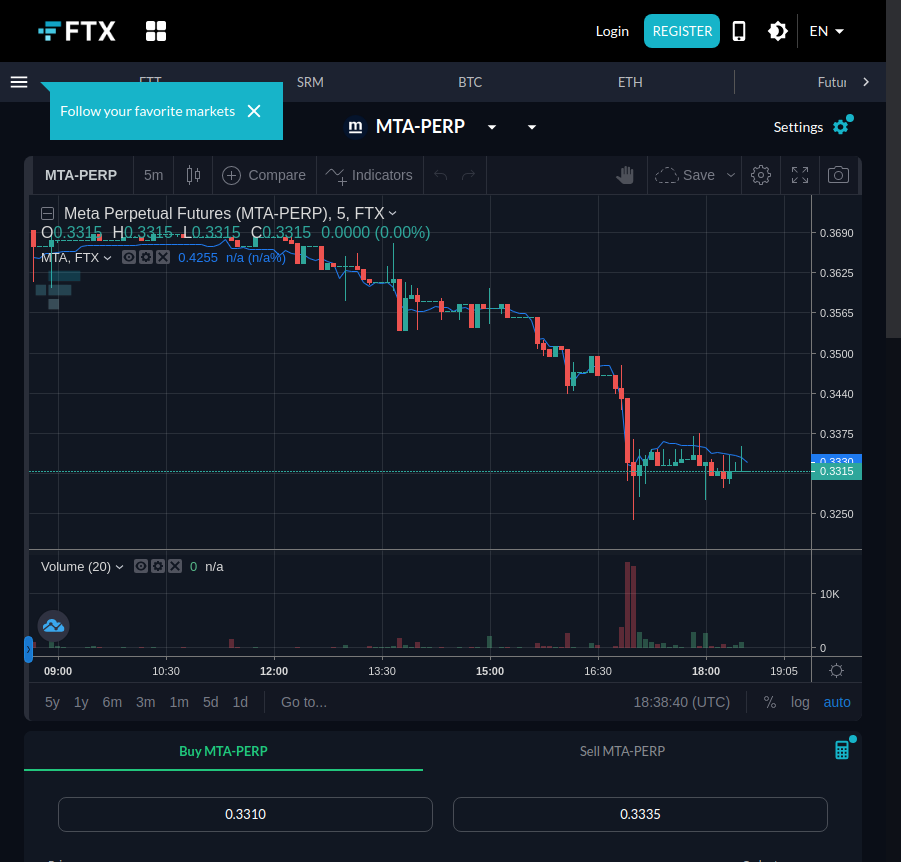 FTX
Login REGISTER EN
FTT SRM BTC ETH Futur
Follow your favorite markets
m MTA-PERP
Settings
MTA-PERP 5m Compare Indicators Save
Meta Perpetual Futures (MTA-PERP), 5, FTX
O0.3315 H0.3315 L0.3315 C0.3315 0.0000 (0.00%)
MTA, FTX 0.4255 n/a (n/a%)
0.3690
0.3625
0.3565
0.3500
0.3440
0.3375
0.3330
0.3315
0.3250
Volume (20) 0 n/a
10K
0
09:00 10:30 12:00 13:30 15:00 16:30 18:00 19:05
5y 1y 6m 3m 1m 5d 1d Go to... 18:38:40 (UTC) % log auto
Buy MTA-PERP Sell MTA-PERP
0.3310 0.3335